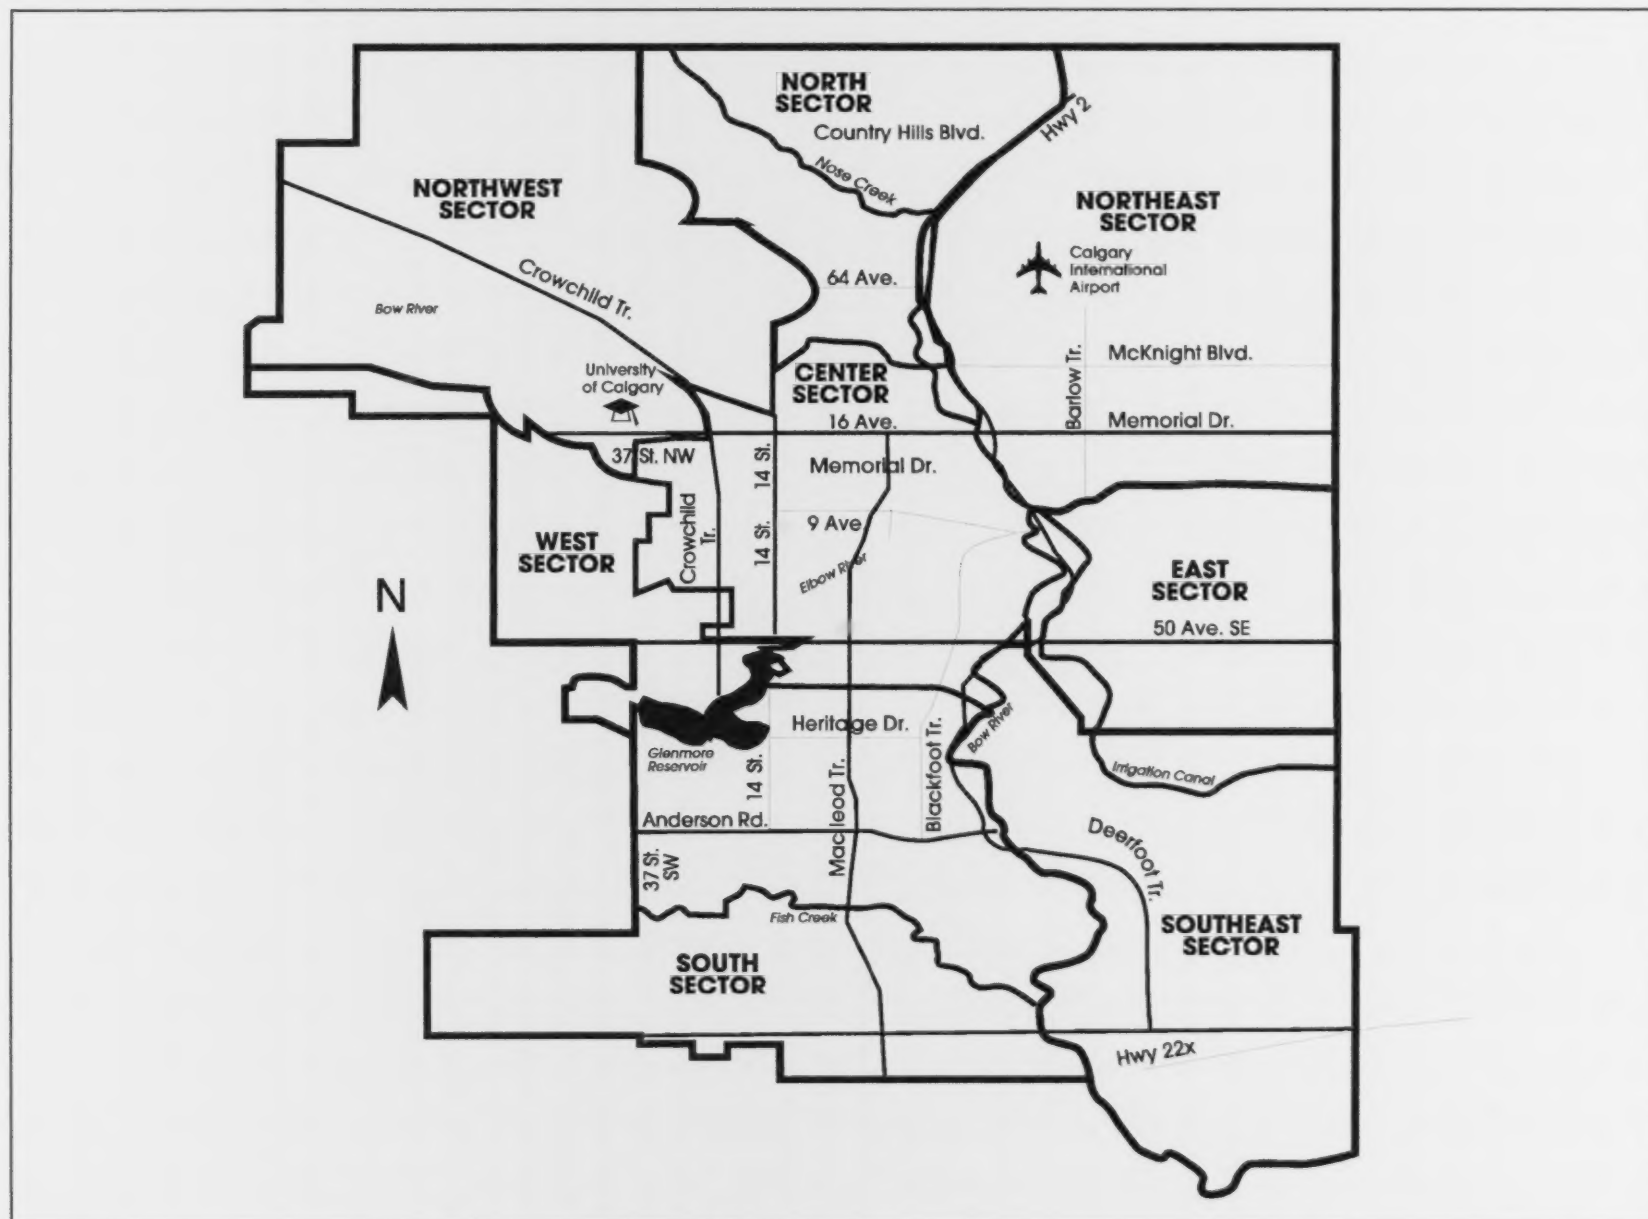 NORTH
SECTOR
Country Hills Blvd.
Hwy 2
Nose Creek
NORTHWEST
SECTOR
NORTHEAST
SECTOR
Calgary
International
Airport
Crowchild Tr.
64 Ave.
Bow River
McKnight Blvd.
Barlow Tr.
University
of Calgary
CENTER
SECTOR
16 Ave.
Memorial Dr.
37 St. NW
14 St.
Memorial Dr.
Crowchild
Tr.
14 St.
9 Ave
WEST
SECTOR
Elbow River
EAST
SECTOR
N
50 Ave. SE
Heritage Dr.
Glenmore
Reservoir
14 St.
Macleod Tr.
Blackfoot Tr.
Bow River
Irrigation Canal
Anderson Rd.
37 St.
SW
Deerfoot Tr.
Fish Creek
SOUTHEAST
SECTOR
SOUTH
SECTOR
Hwy 22x